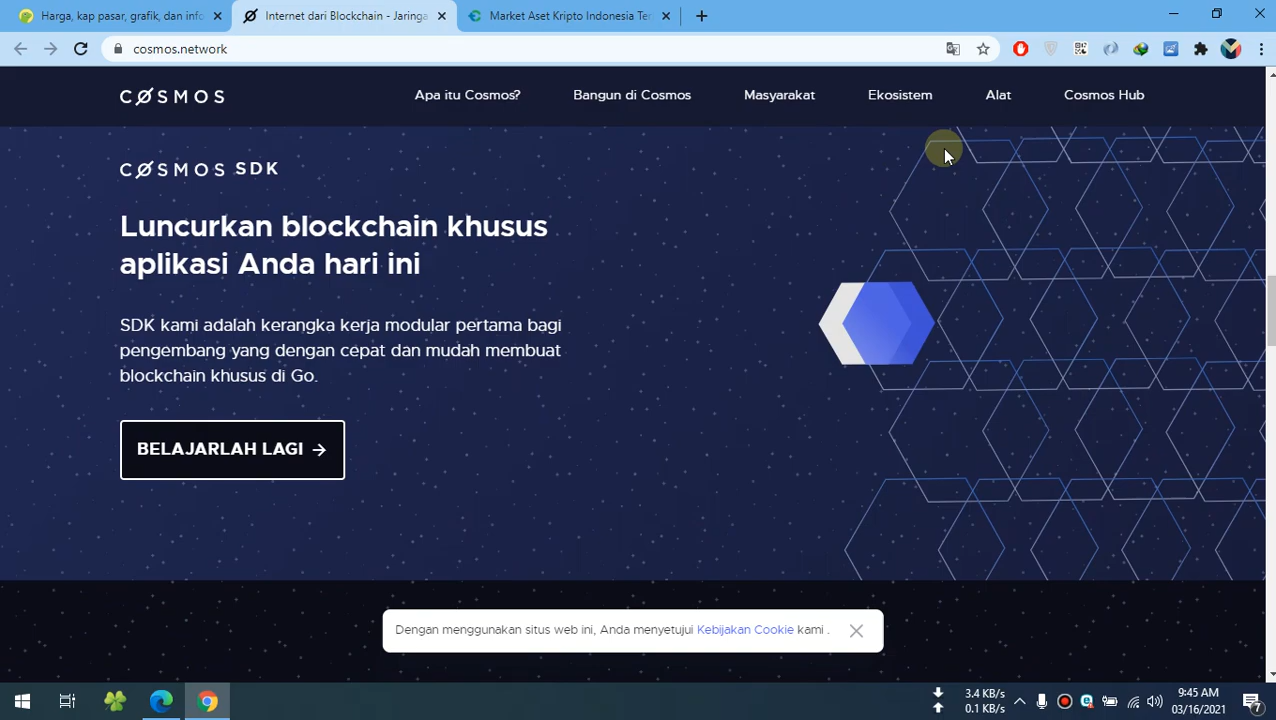 Harga, kap pasar, grafik, dan info
Internet dari Blockchain - Jaringa
Market Aset Kripto Indonesia Te
cosmos.network
COSMOS
Apa itu Cosmos?
Bangun di Cosmos
Masyarakat
Ekosistem
Alat
Cosmos Hub
COSMOS SDK
Luncurkan blockchain khusus
aplikasi Anda hari ini
SDK kami adalah kerangka kerja modular pertama bagi
pengembang yang dengan cepat dan mudah membuat
blockchain khusus di Go.
BELAJARLAH LAGI →
Dengan menggunakan situs web ini, Anda menyetujui Kebijakan Cookie kami .
3.4 KB/s
0.1 KB/s
9:45 AM
03/16/2021
7